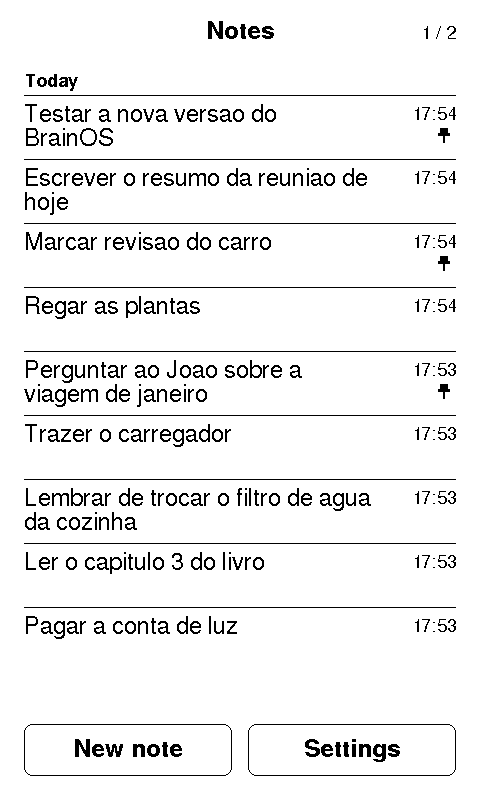 Notes
1 / 2
Today
Testar a nova versao do
BrainOS
17:54
Escrever o resumo da reuniao de
hoje
17:54
Marcar revisao do carro
17:54
Regar as plantas
17:54
Perguntar ao Joao sobre a
viagem de janeiro
17:53
Trazer o carregador
17:53
Lembrar de trocar o filtro de agua
da cozinha
17:53
Ler o capitulo 3 do livro
17:53
Pagar a conta de luz
17:53
New note
Settings